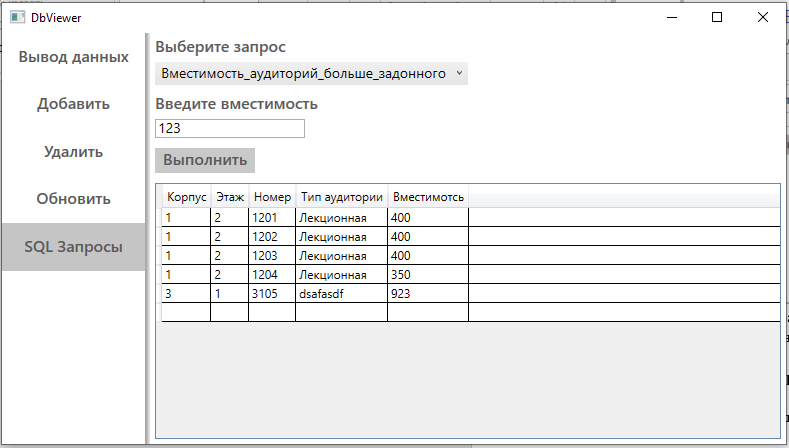 DbViewer
Вывод данных
Добавить
Удалить
Обновить
SQL Запросы
Выберите запрос
Вместимость_аудиторий_больше_задонного
Введите вместимость
123
Выполнить
Корпус Этаж Номер Тип аудитории Вместимотсь
1 2 1201 Лекционная 400
1 2 1202 Лекционная 400
1 2 1203 Лекционная 400
1 2 1204 Лекционная 350
3 1 3105 dsafasdf 923